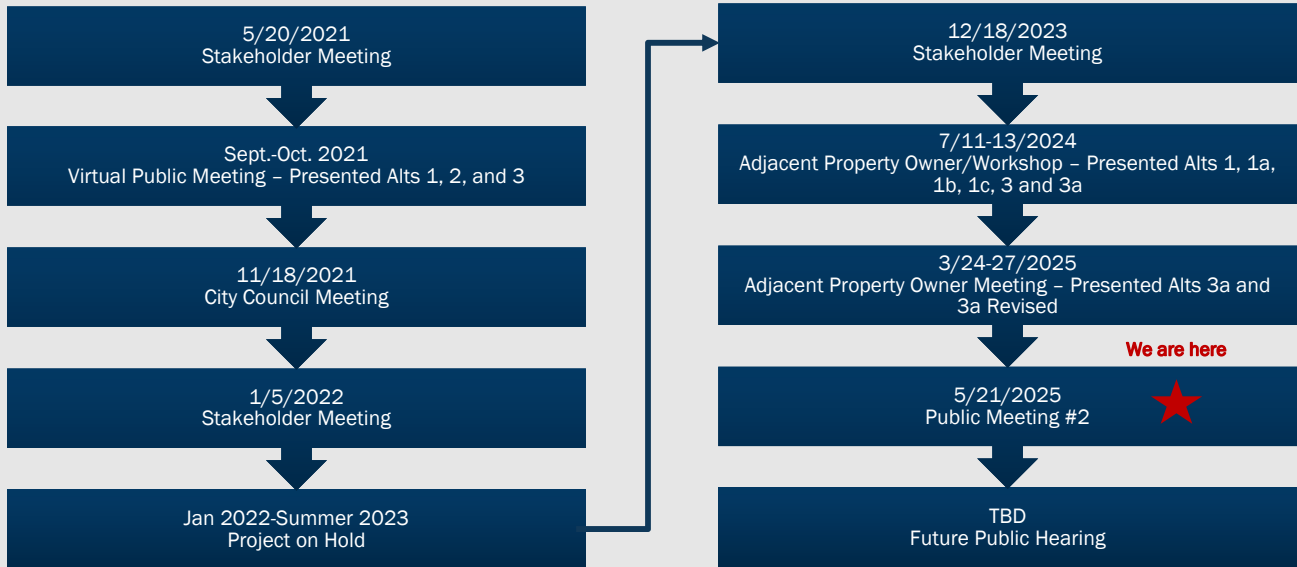 5/20/2021
Stakeholder Meeting
Sept.-Oct. 2021
Virtual Public Meeting – Presented Alts 1, 2, and 3
11/18/2021
City Council Meeting
1/5/2022
Stakeholder Meeting
Jan 2022-Summer 2023
Project on Hold
12/18/2023
Stakeholder Meeting
7/11-13/2024
Adjacent Property Owner/Workshop – Presented Alts 1, 1a,
1b, 1c, 3 and 3a
3/24-27/2025
Adjacent Property Owner Meeting – Presented Alts 3a and
3a Revised
We are here
5/21/2025
Public Meeting #2
TBD
Future Public Hearing